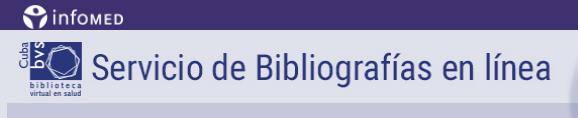 infoMED
Cuba
bvs
biblioteca
virtual en salud
Servicio de Bibliografías en línea